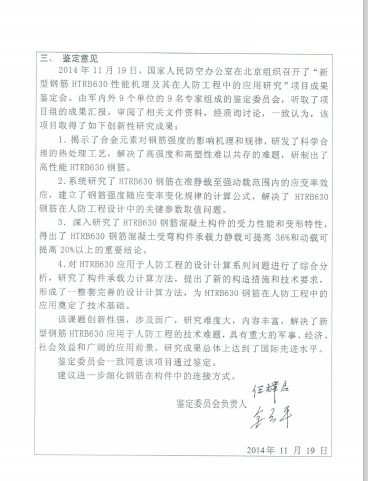 三、 鉴定意见
2014 年 11 月 19 日，国家人民防空办公室在北京组织召开了“新
型钢筋 HTRB630 性能机理及其在人防工程中的应用研究”项目成果
鉴定会。由军内外 9 个单位的 9 名专家组成的鉴定委员会，听取了项
目组的成果汇报，审阅了相关文件资料，经质询讨论，一致认为，该
项目取得了如下创新性研究成果：
1．揭示了合金元素对钢筋强度的影响机理和规律，研发了科学合
理的热处理工艺，解决了高强度和高塑性难以共存的难题，研制出了
高性能 HTRB630 钢筋。
2.系统研究了 HTRB630 钢筋在准静载至强动载范围内的应变率效
应，建立了钢筋强度随应变率变化规律的计算公式，解决了 HTRB630
钢筋在人防工程设计中的关键参数取值问题。
3．深入研究了 HTRB630 钢筋混凝土构件的受力性能和变形特性，
得出了 HTRB630 钢筋混凝土受弯构件承载力静载可提高 36%和动载可
提高 20%以上的重要结论。
4.对 HTRB630 应用于人防工程的设计计算系列问题进行了综合分
析，研究了构件承载力计算方法，提出了新的构造措施和技术要求，
形成了一整套完善的设计计算方法，为 HTRB630 钢筋在人防工程中的
应用奠定了技术基础。
该课题创新性强，涉及面广，研究难度大，内容丰富，解决了新
型钢筋 HTRB630 应用于人防工程的技术难题，具有重大的军事、经济、
社会效益和广阔的应用前景，研究成果总体上达到了国际先进水平。
鉴定委员会一致同意该项目通过鉴定。
建议进一步细化钢筋在构件中的连接方式。
鉴定委员会负责人
2014 年 11 月 19 日